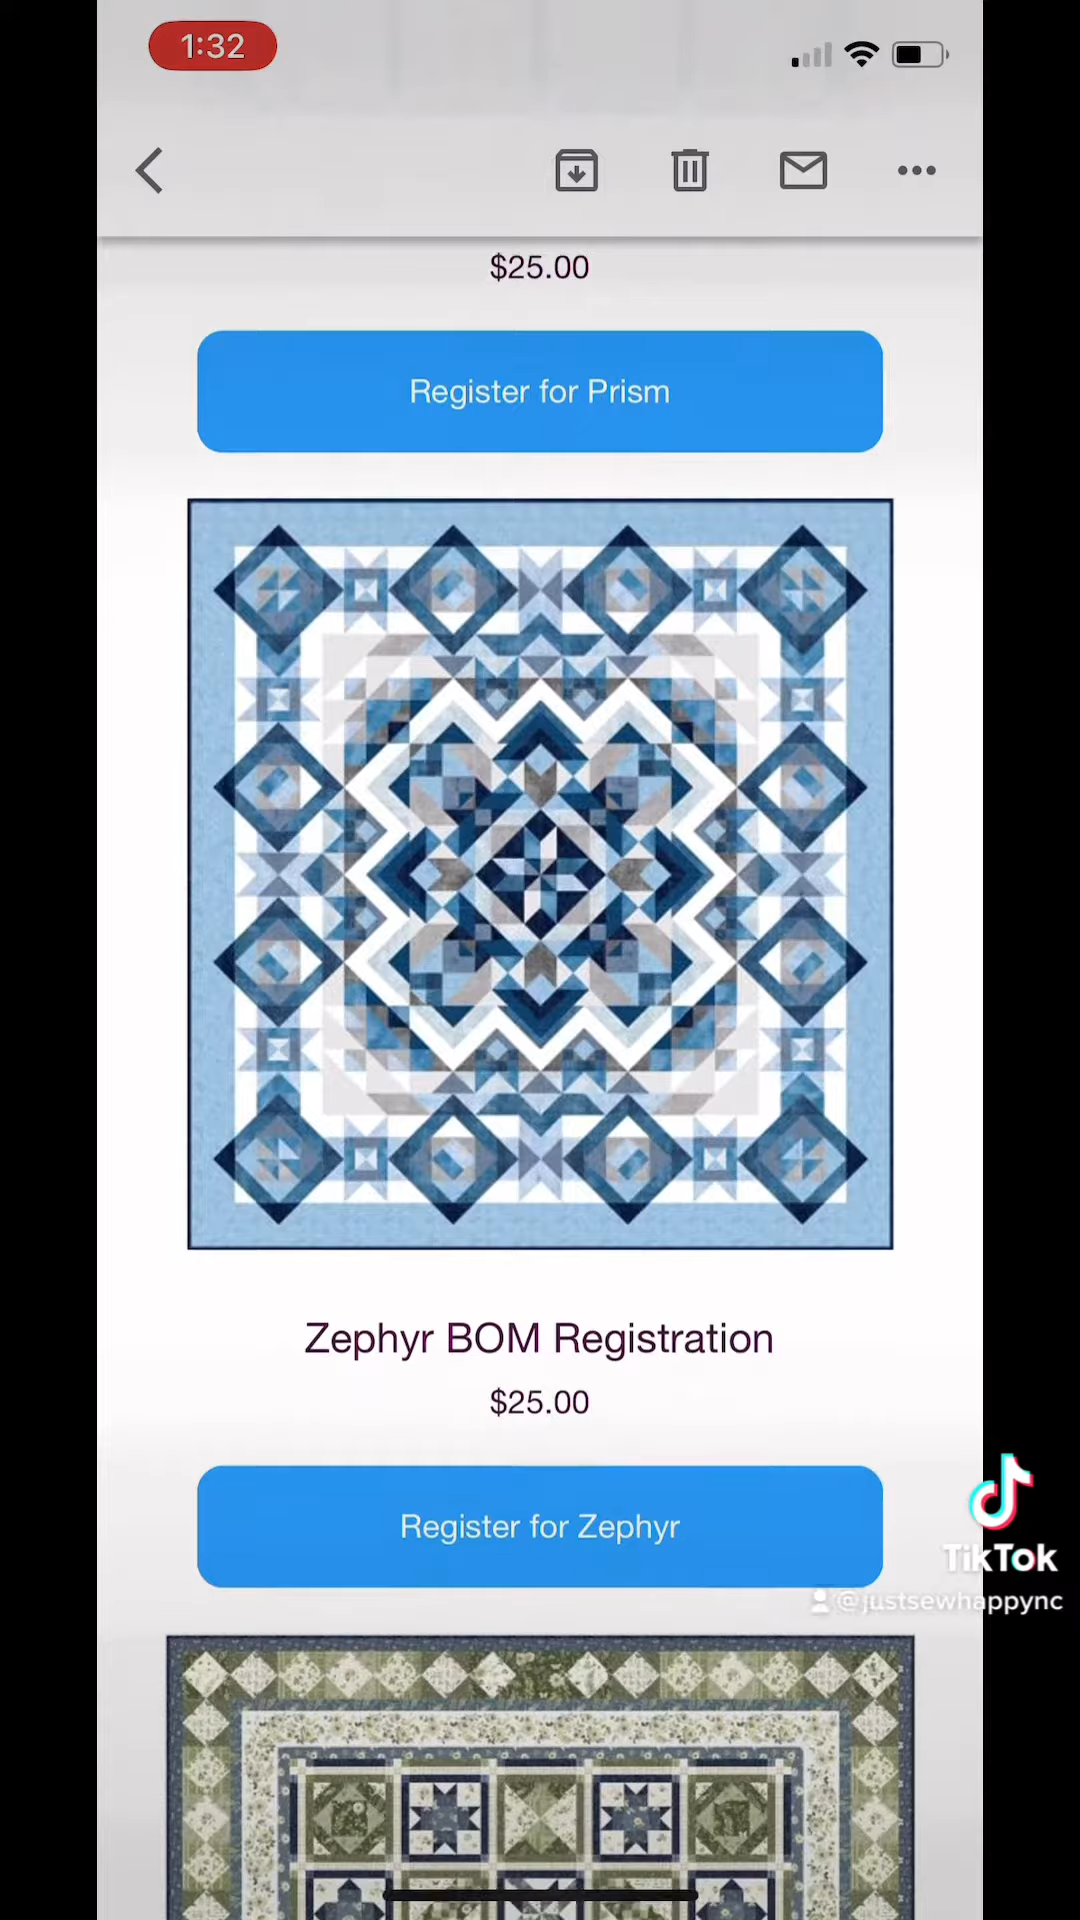 1:32
$25.00
Register for Prism
Zephyr BOM Registration
$25.00
Register for Zephyr
TikTok
@justsewhappync